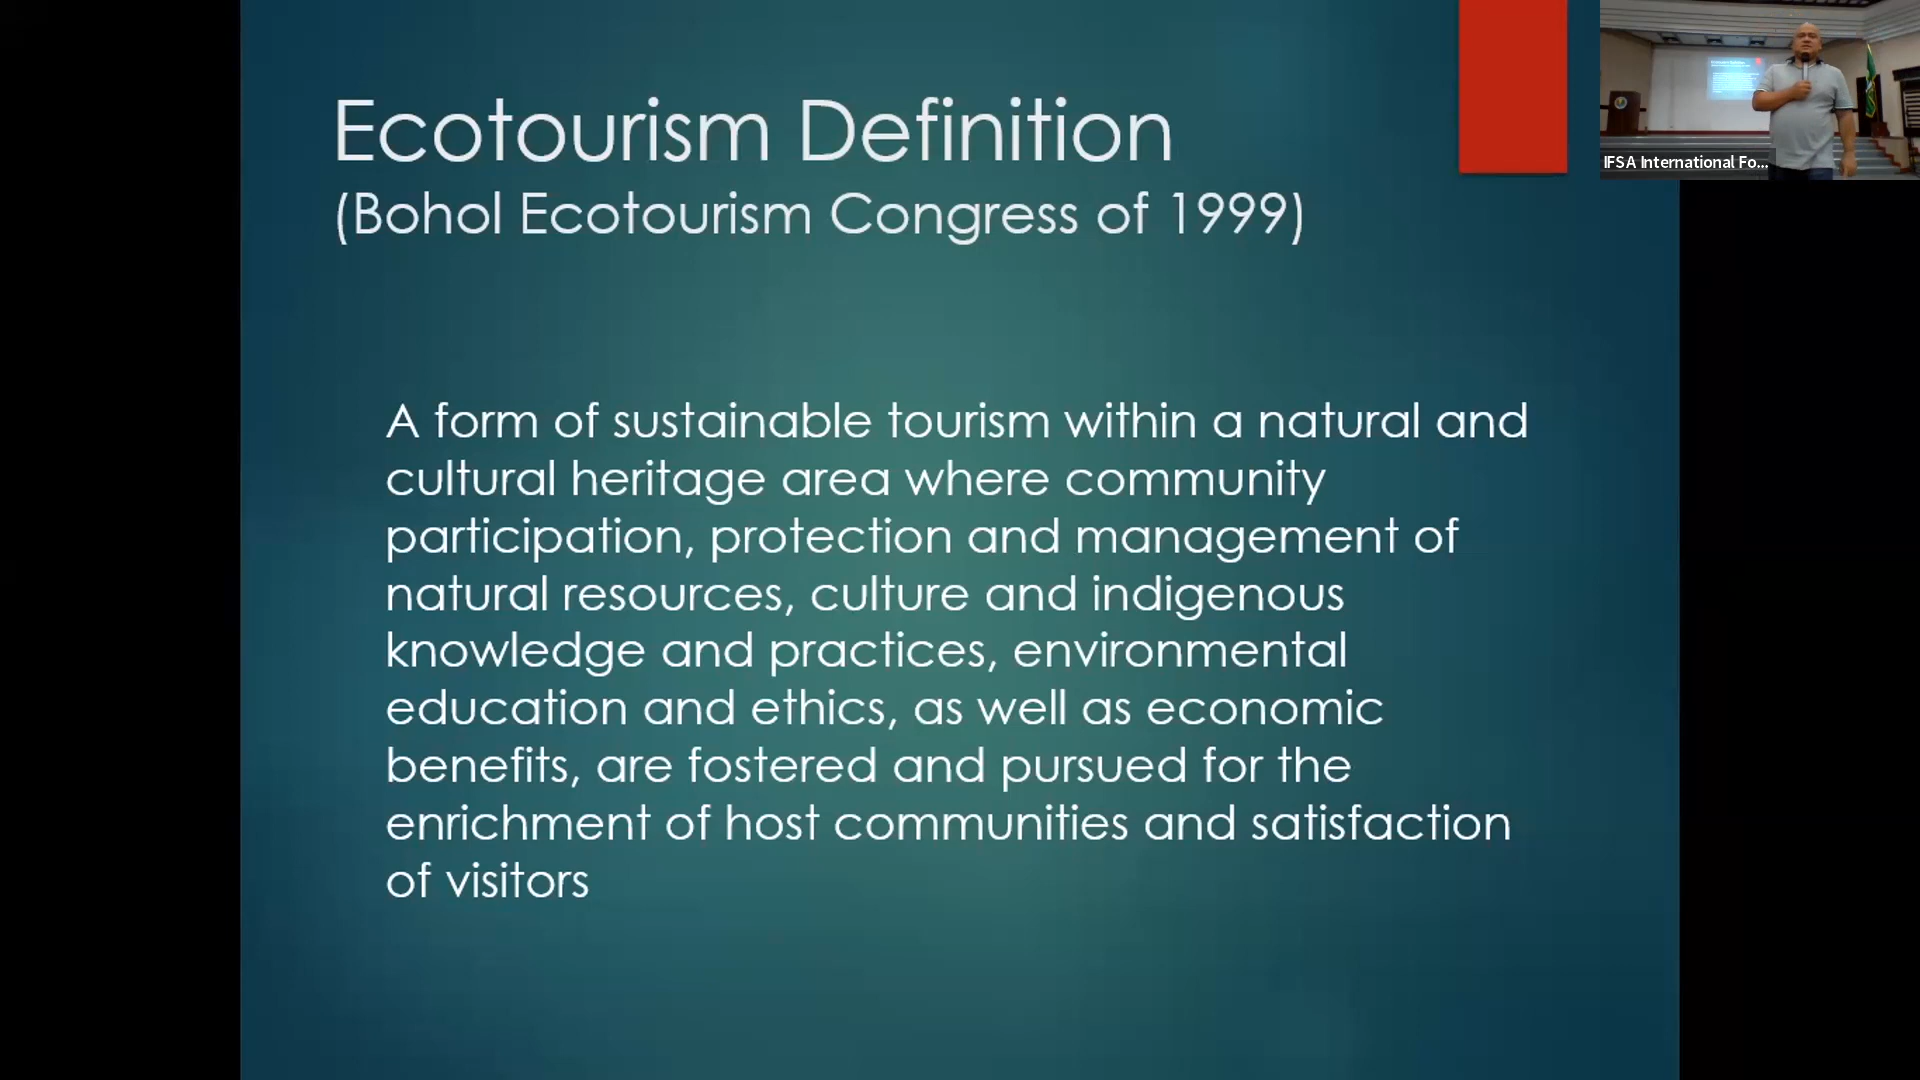 Ecotourism Definition
(Bohol Ecotourism Congress of 1999)
A form of sustainable tourism within a natural and
cultural heritage area where community
participation, protection and management of
natural resources, culture and indigenous
knowledge and practices, environmental
education and ethics, as well as economic
benefits, are fostered and pursued for the
enrichment of host communities and satisfaction
of visitors
IFSA International Fo...